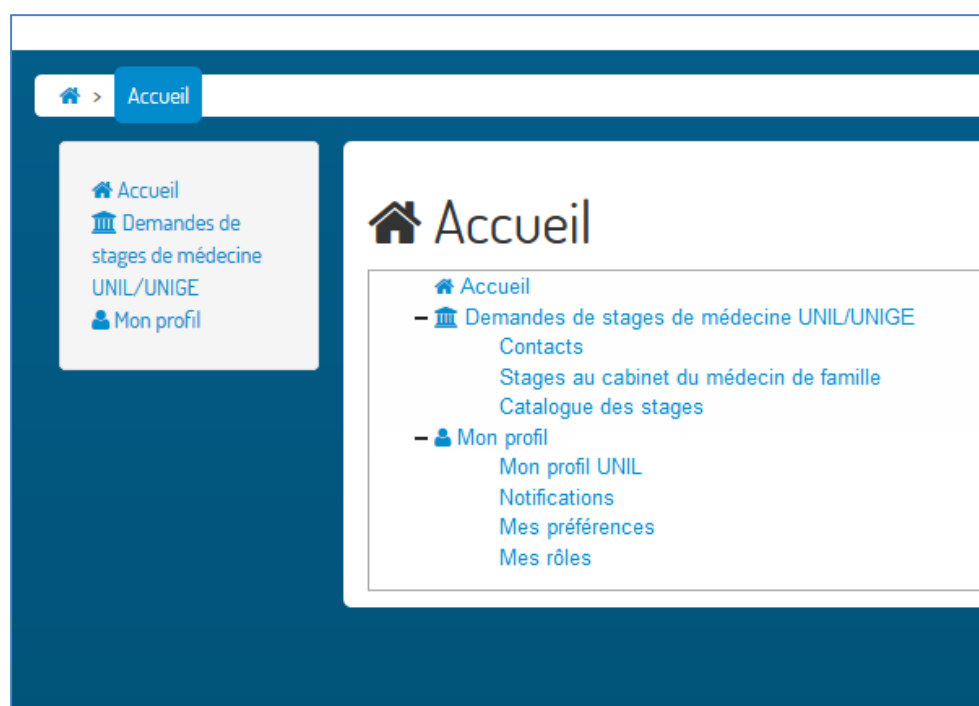 > Accueil
Accueil
Demandes de
stages de médecine
UNIL/UNIGE
Mon profil
Accueil
Accueil
Demandes de stages de médecine UNIL/UNIGE
Contacts
Stages au cabinet du médecin de famille
Catalogue des stages
Mon profil
Mon profil UNIL
Notifications
Mes préférences
Mes rôles